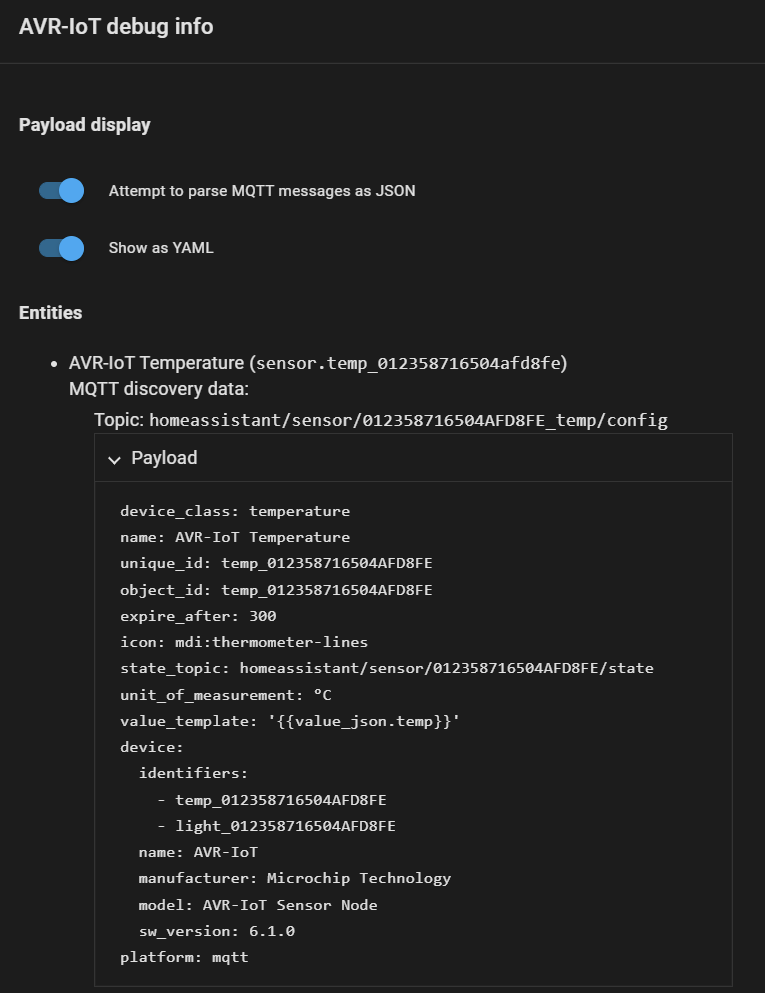 AVR-IoT debug info
Payload display
Attempt to parse MQTT messages as JSON
Show as YAML
Entities
• AVR-IoT Temperature (sensor.temp_012358716504afd8fe)
MQTT discovery data:
Topic: homeassistant/sensor/012358716504AFD8FE_temp/config
Payload
device_class: temperature
name: AVR-IoT Temperature
unique_id: temp_012358716504AFD8FE
object_id: temp_012358716504AFD8FE
expire_after: 300
icon: mdi:thermometer-lines
state_topic: homeassistant/sensor/012358716504AFD8FE/state
unit_of_measurement: °C
value_template: '{{value_json.temp}}'
device:
  identifiers:
    - temp_012358716504AFD8FE
    - light_012358716504AFD8FE
  name: AVR-IoT
  manufacturer: Microchip Technology
  model: AVR-IoT Sensor Node
  sw_version: 6.1.0
platform: mqtt